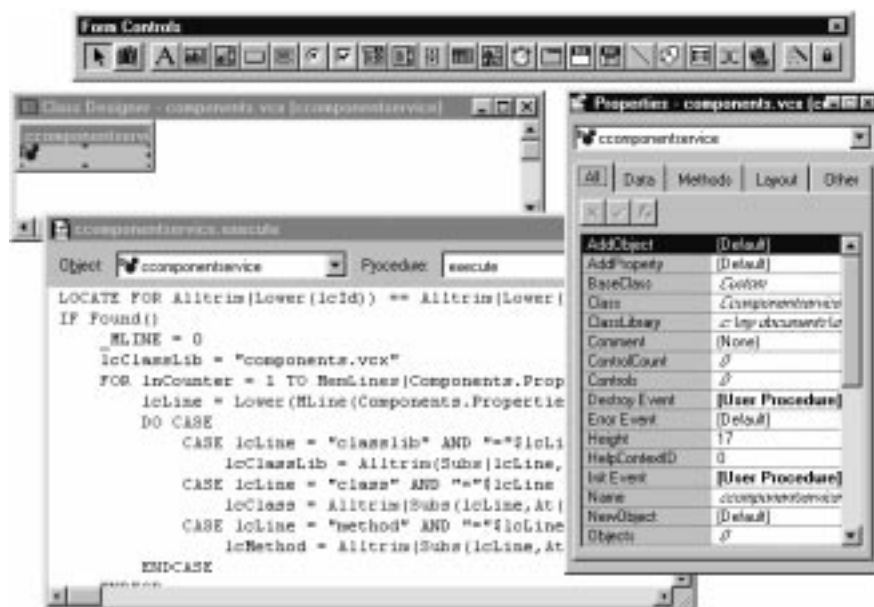 Form Controls
Class Designer - components.vcx (ccomponentservice)
ccomponentservi
ccomponentservice.execute
Object: ccomponentservice Procedure: execute
LOCATE FOR Alltrim(Lower(lcId)) == Alltrim(Lower(
IF Found()
_MLINE = 0
lcClassLib = "components.vcx"
FOR lnCounter = 1 TO MemLines(Components.Prop
lcLine = Lower(MLine(Components.Propertie
DO CASE
CASE lcLine = "classlib" AND "="$lcLi
lcClassLib = Alltrim(Subs(lcLine,
CASE lcLine = "class" AND "="$lcLine
lcClass = Alltrim(Subs(lcLine,At(
CASE lcLine = "method" AND "="$lcLine
lcMethod = Alltrim(Subs(lcLine,At
ENDCASE
Properties - components.vcx
ccomponentservice
All Data Methods Layout Other
AddObject [Default]
AddProperty [Default]
BaseClass Custom
Class Ccomponentservice
ClassLibrary
Comment (None)
ControlCount 0
Controls 0
Destroy Event [User Procedure]
Error Event [Default]
Height 17
HelpContextID 0
Init Event [User Procedure]
Name ccomponentservice
NewObject [Default]
Objects 0